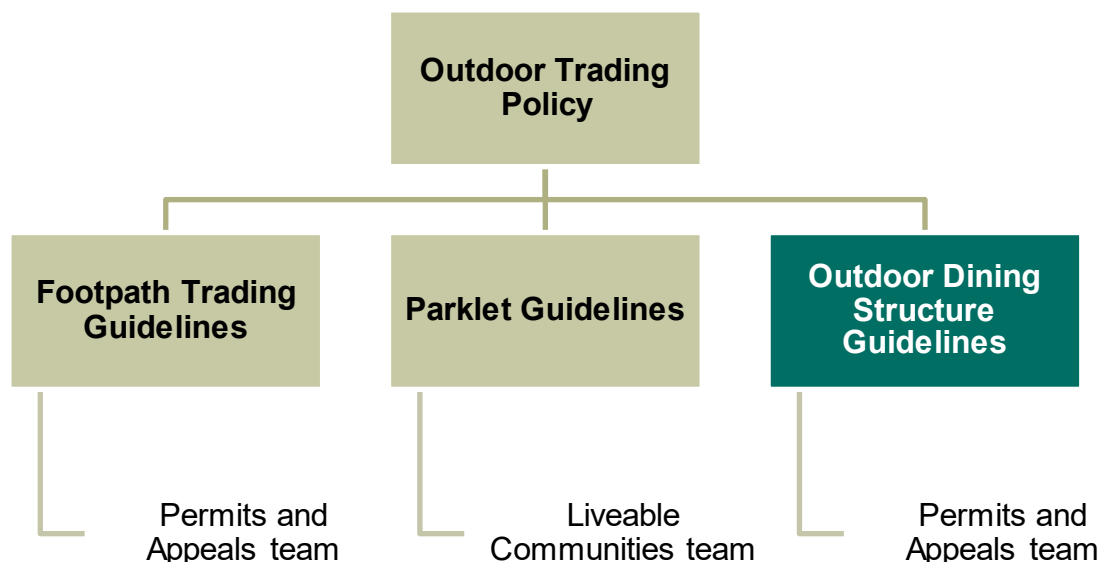 Outdoor Trading
Policy
Footpath Trading
Guidelines
Parklet Guidelines
Outdoor Dining
Structure
Guidelines
Permits and
Appeals team
Liveable
Communities team
Permits and
Appeals team